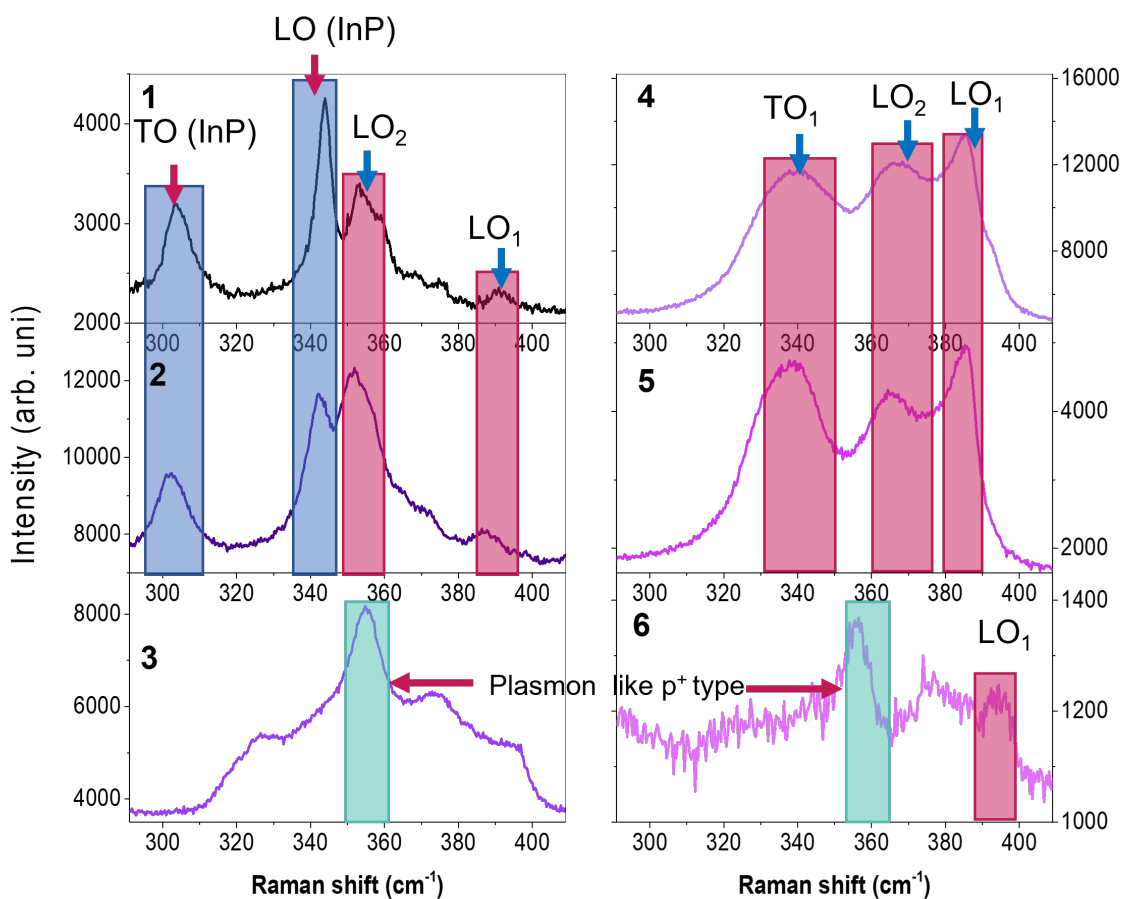 LO (InP)
1
TO (InP)
LO₂
LO₁
4000
3000
2000
300 320 340 360 380 400
4
TO₁
LO₂
LO₁
16000
12000
8000
300 320 340 360 380 400
2
12000
10000
8000
300 320 340 360 380 400
5
4000
2000
300 320 340 360 380 400
3
8000
6000
4000
300 320 340 360 380 400
Plasmon like p⁺ type
6
LO₁
1400
1200
1000
300 320 340 360 380 400
Intensity (arb. uni)
Raman shift (cm⁻¹)
Raman shift (cm⁻¹)